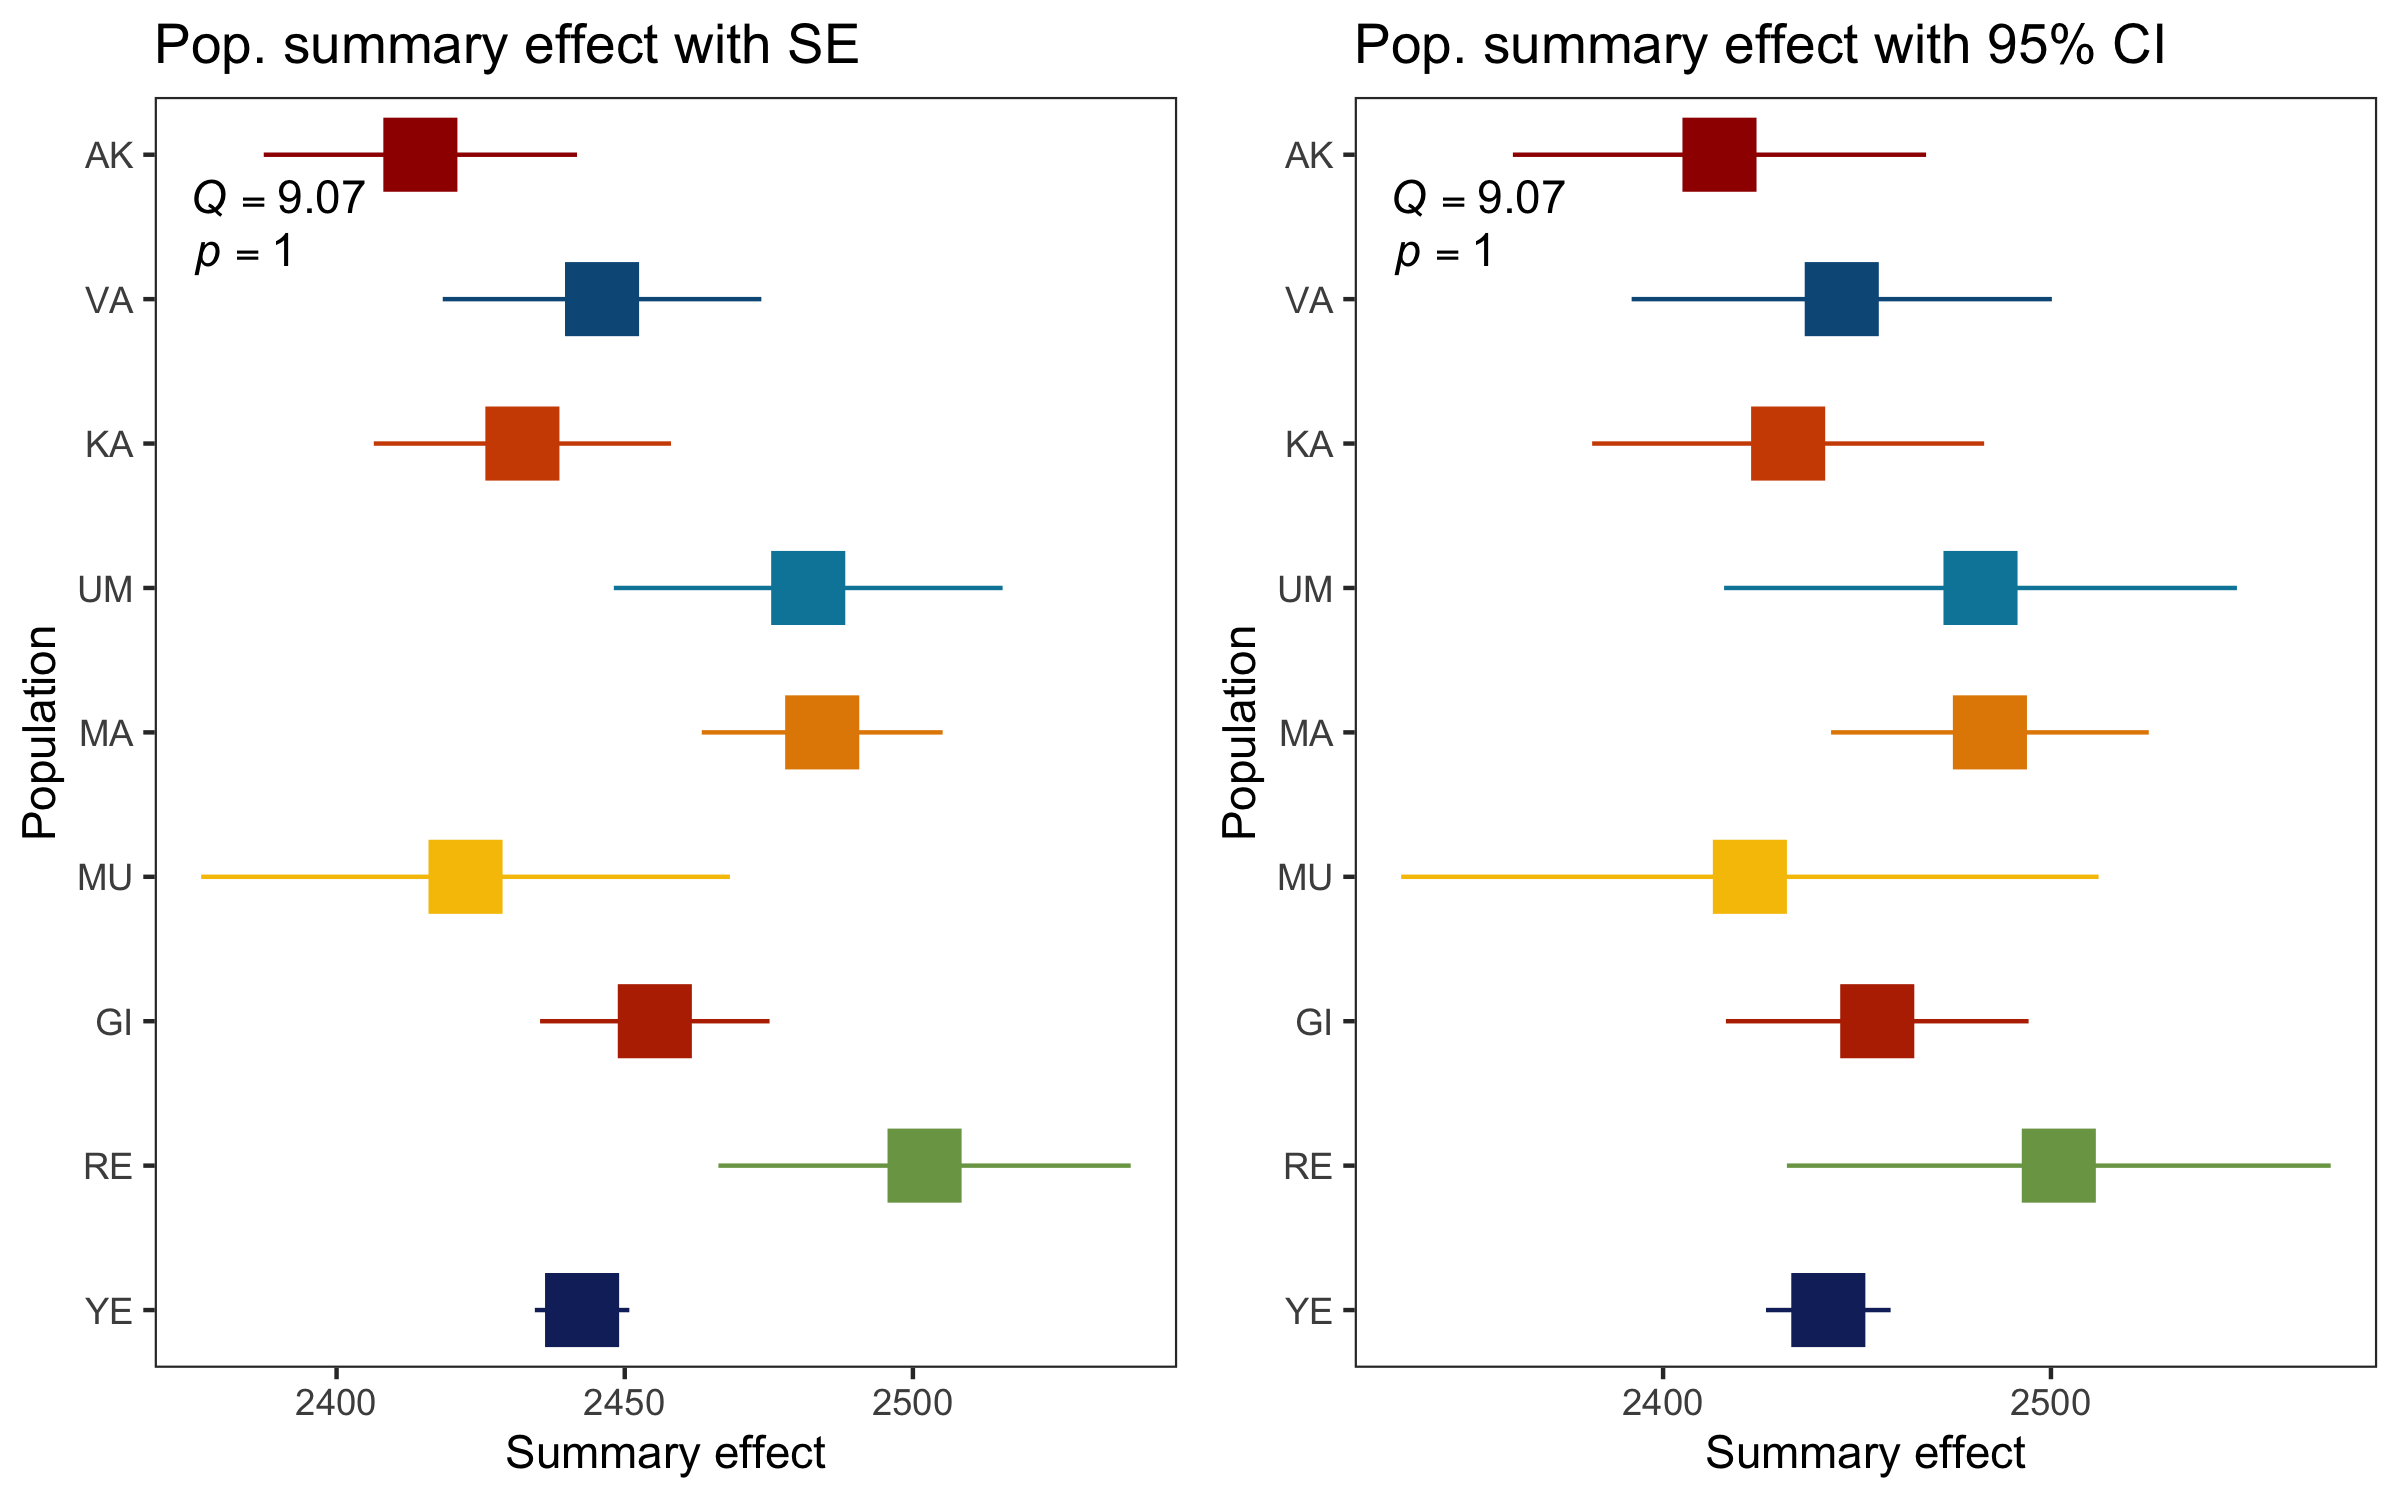 Pop. summary effect with SE
AK
Q = 9.07
p = 1
VA
KA
UM
MA
MU
GI
RE
YE
Population
2400 2450 2500
Summary effect
Pop. summary effect with 95% CI
AK
Q = 9.07
p = 1
VA
KA
UM
MA
MU
GI
RE
YE
Population
2400 2500
Summary effect